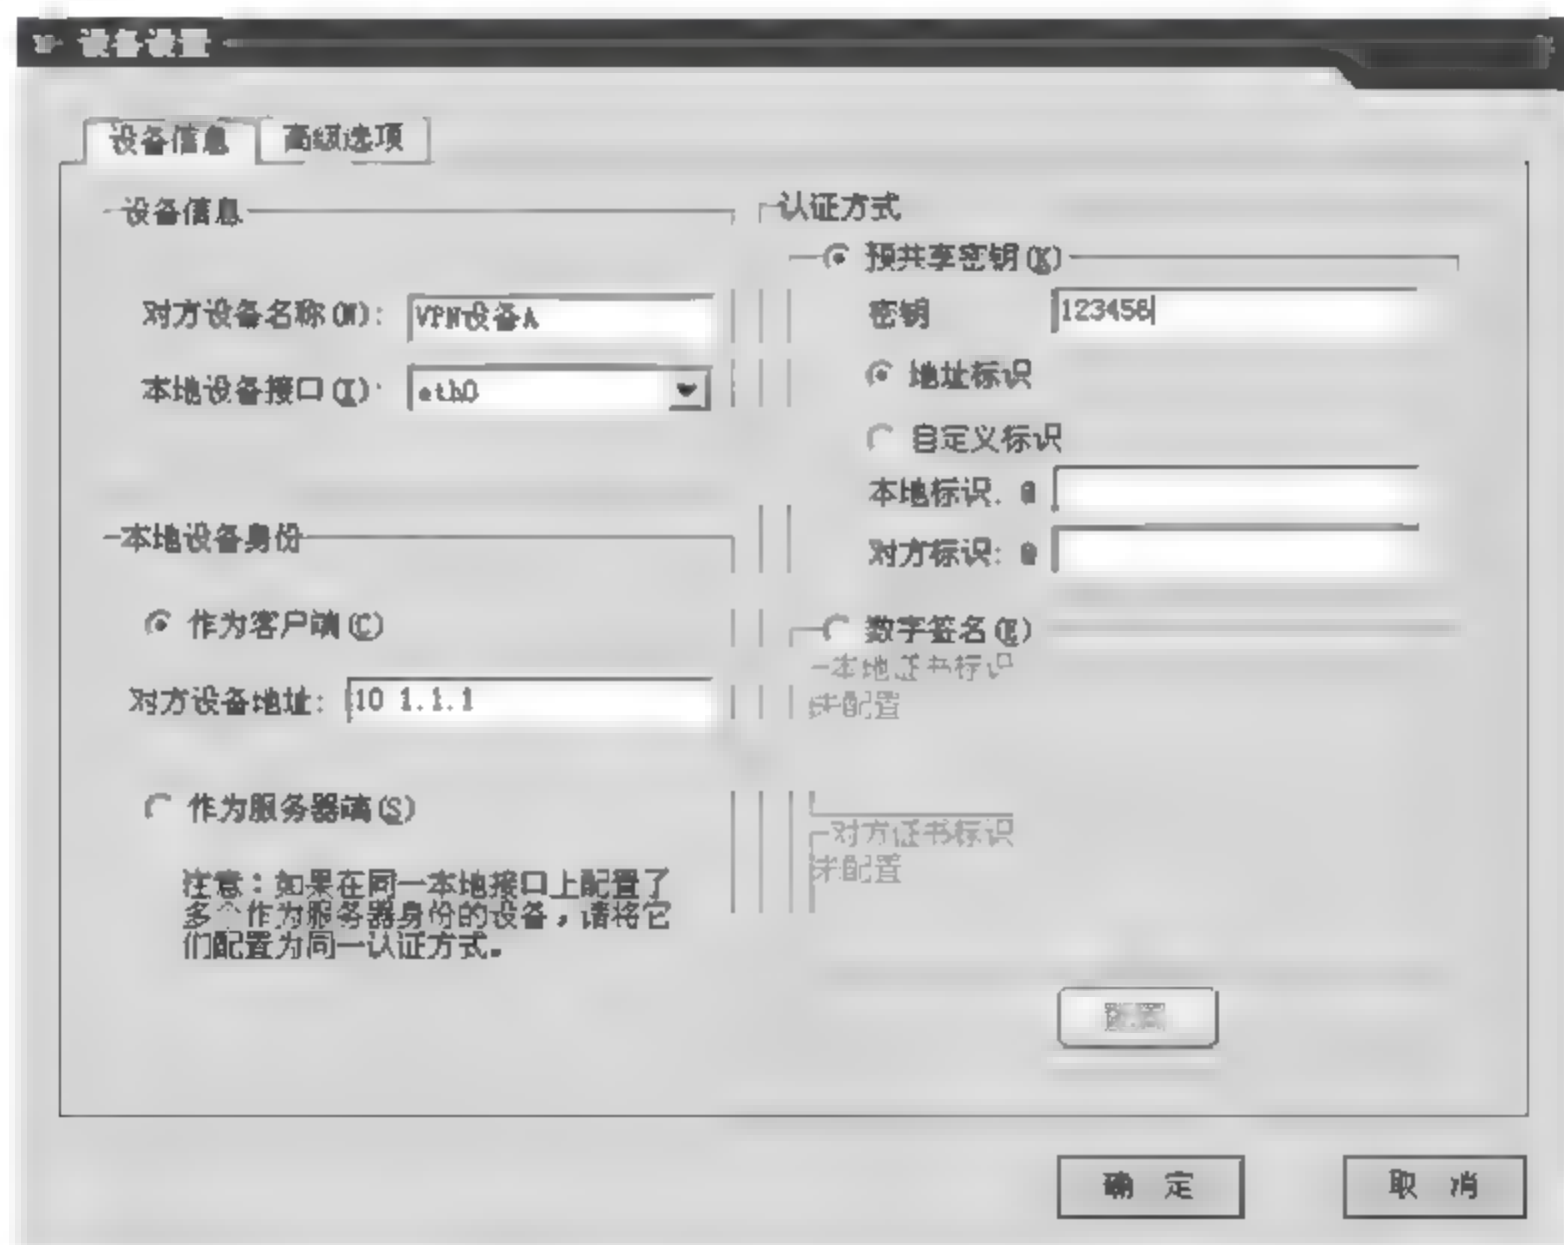 设备设置
设备信息
高级选项
设备信息
对方设备名称(N):
VPN设备A
本地设备接口(I):
eth0
本地设备身份
作为客户端(C)
对方设备地址:
10 1.1.1
作为服务器端(S)
注意:如果在同一本地接口上配置了
多个作为服务器身份的设备,请将它
们配置为同一认证方式。
认证方式
预共享密钥(K)
密钥
123456
地址标识
自定义标识
本地标识. @
对方标识: @
数字签名(E)
本地证书标识
未配置
对方证书标识
未配置
确 定
取 消